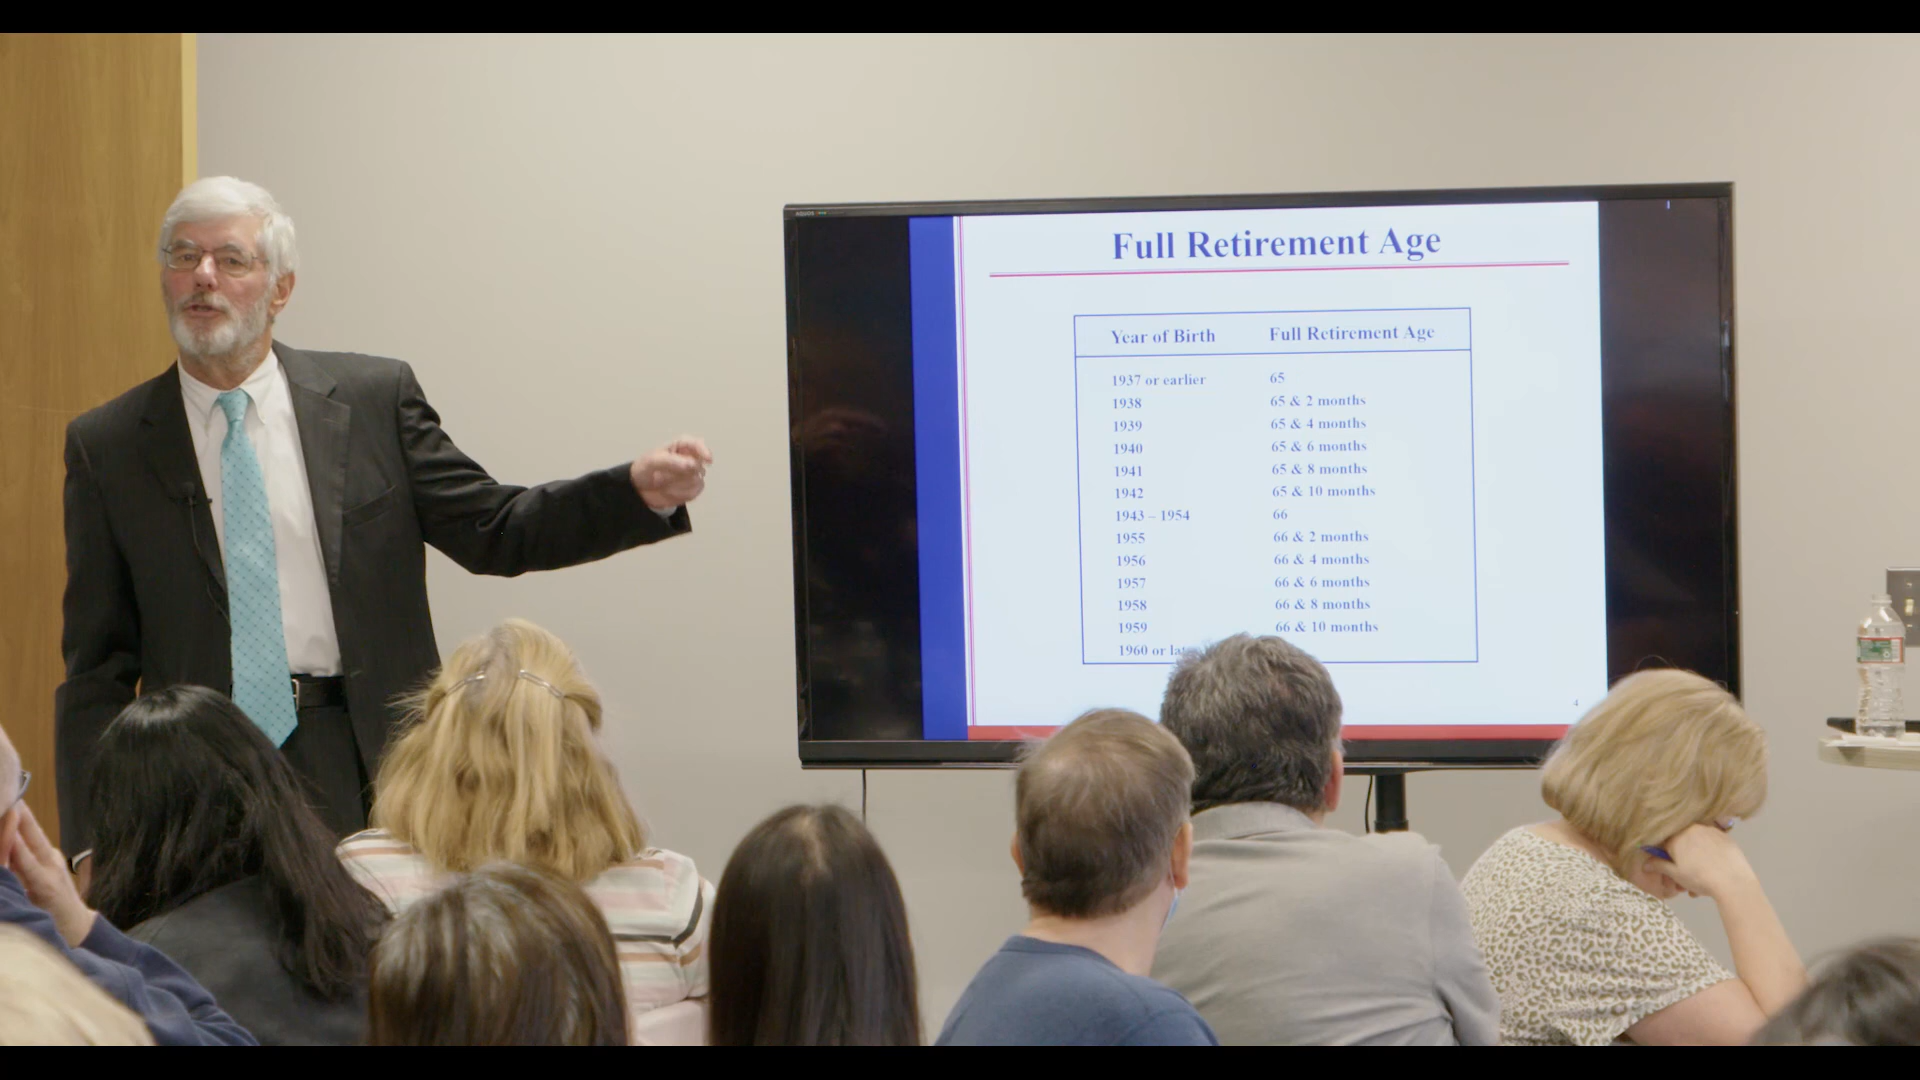 Full Retirement Age
Year of Birth Full Retirement Age
1937 or earlier 65
1938 65 & 2 months
1939 65 & 4 months
1940 65 & 6 months
1941 65 & 8 months
1942 65 & 10 months
1943 – 1954 66
1955 66 & 2 months
1956 66 & 4 months
1957 66 & 6 months
1958 66 & 8 months
1959 66 & 10 months
1960 or
4